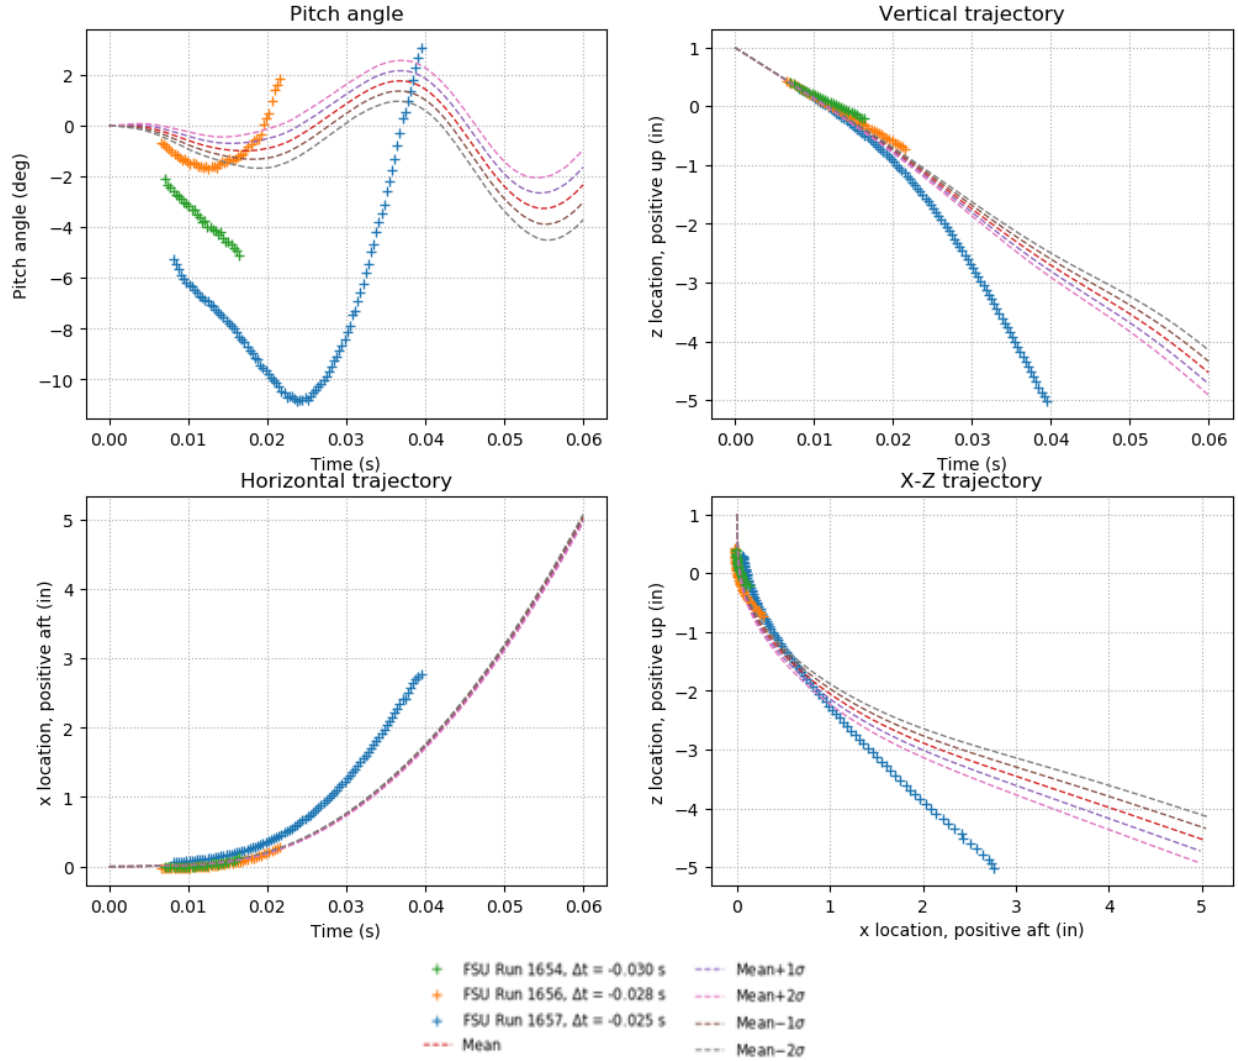 Pitch angle
Pitch angle (deg)
2
0
−2
−4
−6
−8
−10
0.00 0.01 0.02 0.03 0.04 0.05 0.06
Time (s)
Vertical trajectory
z location, positive up (in)
1
0
−1
−2
−3
−4
−5
0.00 0.01 0.02 0.03 0.04 0.05 0.06
Time (s)
Horizontal trajectory
x location, positive aft (in)
5
4
3
2
1
0
0.00 0.01 0.02 0.03 0.04 0.05 0.06
Time (s)
X-Z trajectory
z location, positive up (in)
1
0
−1
−2
−3
−4
−5
0 1 2 3 4 5
x location, positive aft (in)
FSU Run 1654, Δt = -0.030 s
FSU Run 1656, Δt = -0.028 s
FSU Run 1657, Δt = -0.025 s
Mean
Mean+1σ
Mean+2σ
Mean−1σ
Mean−2σ